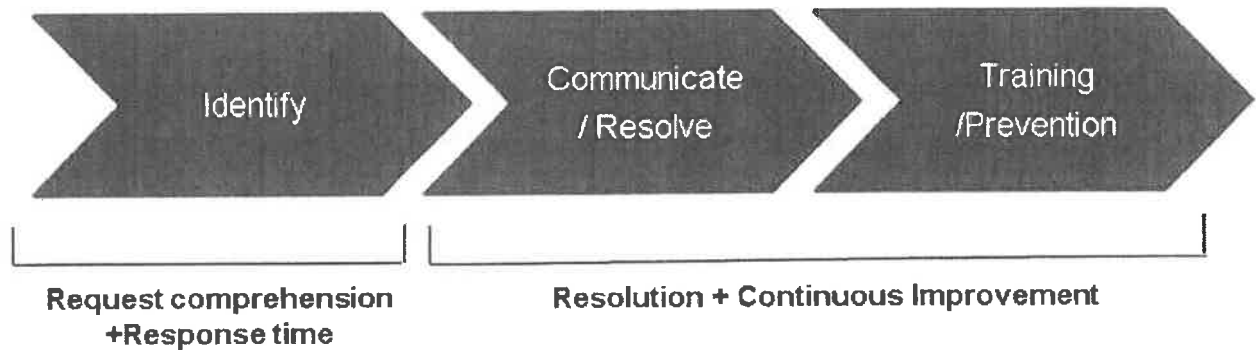 Identify
Communicate
/ Resolve
Training
/Prevention
Request comprehension
+Response time
Resolution + Continuous Improvement